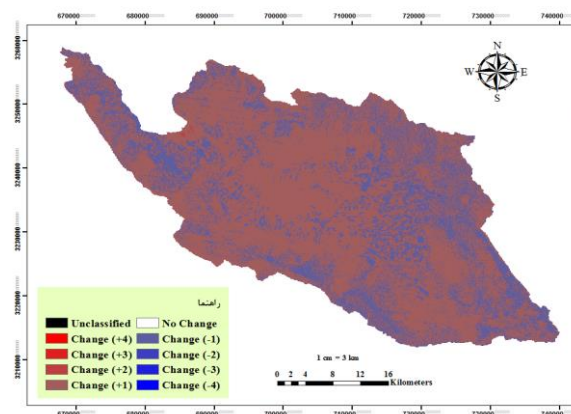 670000 680000 690000 700000 710000 720000 730000 740000
N
W E
S
3260000
3250000
3240000
3230000
3220000
3210000
راهنما
Unclassified No Change
Change (+4) Change (-1)
Change (+3) Change (-2)
Change (+2) Change (-3)
Change (+1) Change (-4)
1 cm = 3 km
0 2 4 8 12 16
Kilometers
670000 680000 690000 700000 710000 720000 730000 740000